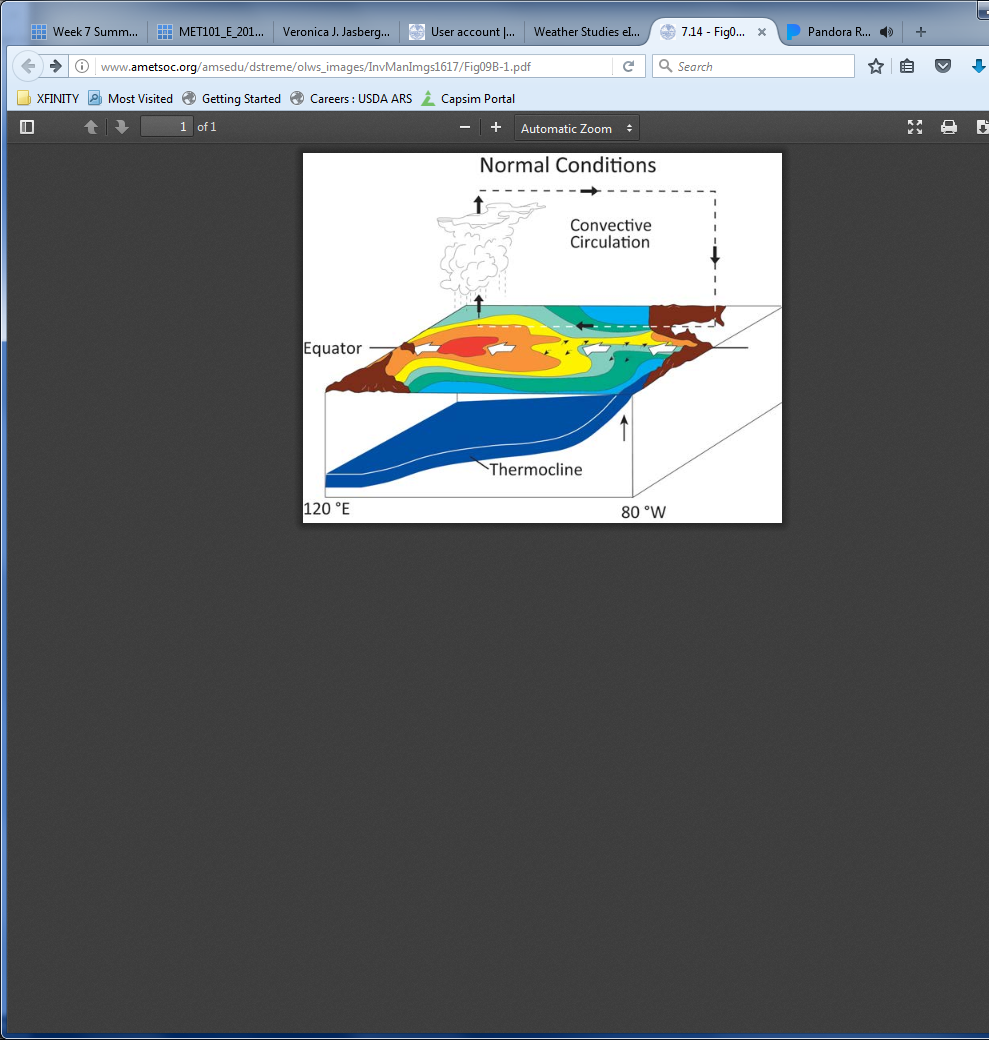 Week 7 Summ...
MET101_E_201...
Veronica J. Jasberg...
User account |...
Weather Studies eI...
7.14 - Fig0...
Pandora R...
www.ametsoc.org/amsedu/dstreme/olws_images/InvManImgs1617/Fig09B-1.pdf
Search
XFINITY
Most Visited
Getting Started
Careers : USDA ARS
Capsim Portal
1 of 1
Automatic Zoom
Normal Conditions
Convective
Circulation
Equator
Thermocline
120 °E
80 °W